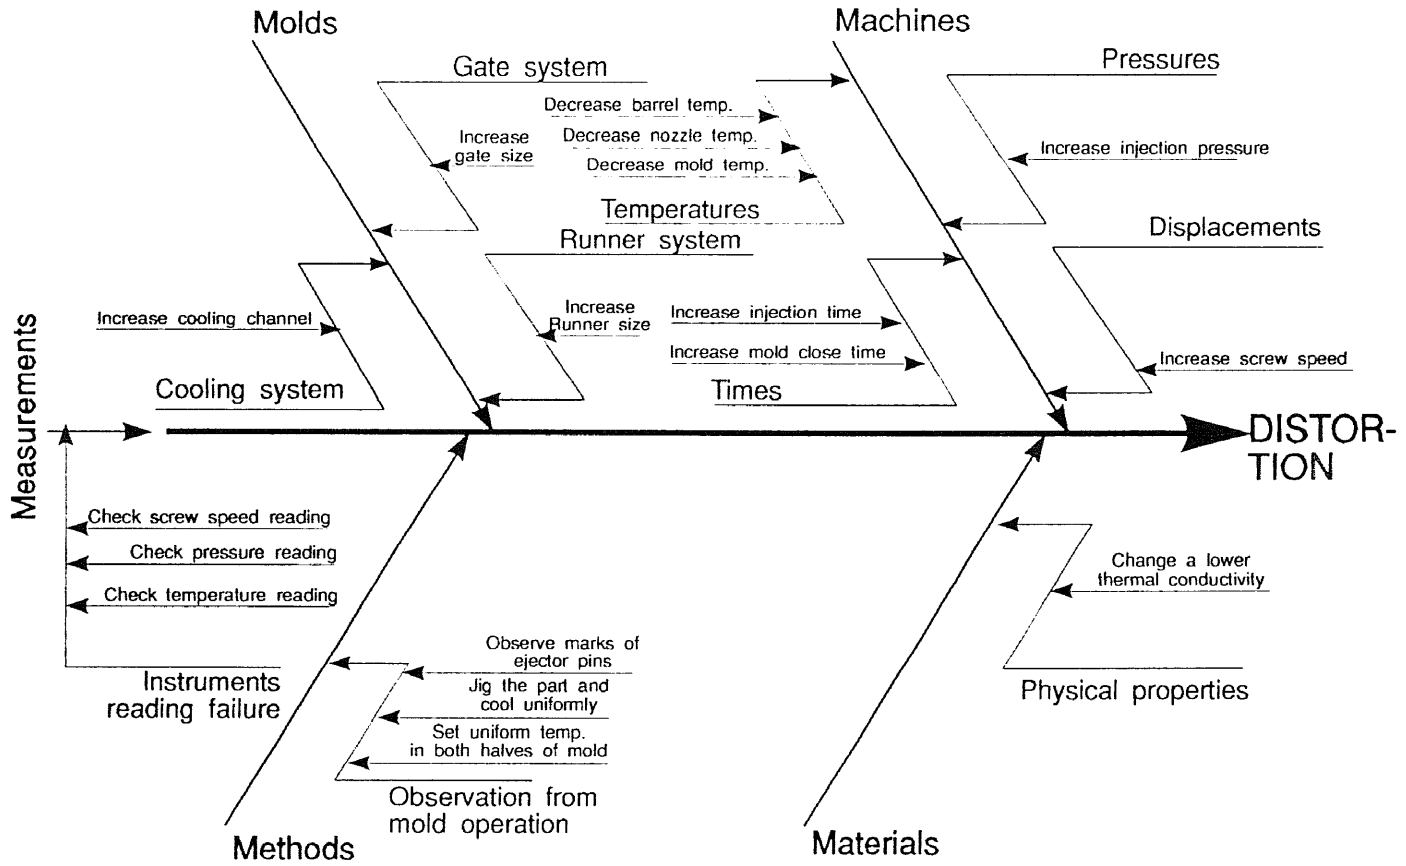 Molds
Machines
Gate system
Pressures
Decrease barrel temp.
Increase
gate size
Decrease nozzle temp.
Decrease mold temp.
Increase injection pressure
Temperatures
Runner system
Displacements
Increase cooling channel
Increase
Runner size
Increase injection time
Increase mold close time
Increase screw speed
Cooling system
Times
Measurements
DISTOR-
TION
Check screw speed reading
Check pressure reading
Check temperature reading
Instruments
reading failure
Change a lower
thermal conductivity
Observe marks of
ejector pins
Jig the part and
cool uniformly
Set uniform temp.
in both halves of mold
Physical properties
Observation from
mold operation
Methods
Materials